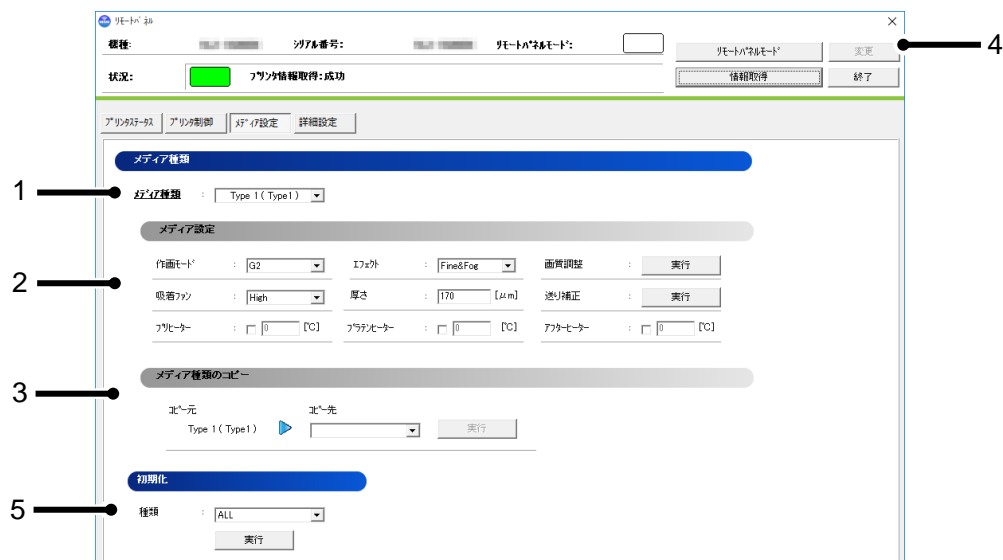 リモートパネル
機種: シリアル番号: リモートパネルモード: リモートパネルモード 変更 4
状況: プリンタ情報取得:成功 情報取得 終了
プリンタステータス プリンタ制御 メディア設定 詳細設定
メディア種類
1 メディア種類 : Type 1 ( Type1 )
メディア設定
作画モード : G2 エフェクト : Fine&Fog 画質調整 : 実行
2
吸着ファン : High 厚さ : 170 [μm] 送り補正 : 実行
プリヒーター : 0 [℃] プラテンヒーター : 0 [℃] アフターヒーター : 0 [℃]
メディア種類のコピー
3
コピー元 コピー先
Type 1 ( Type1 ) 実行
初期化
5 種類 : ALL
実行